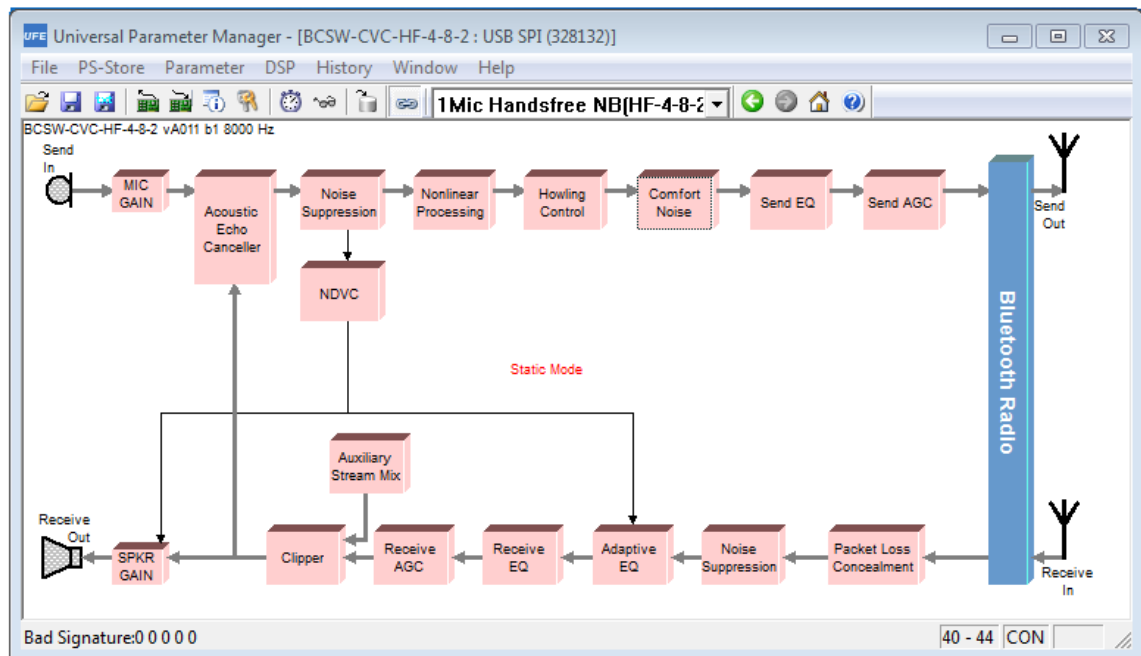 UFE Universal Parameter Manager - [BCSW-CVC-HF-4-8-2 : USB SPI (328132)]
File PS-Store Parameter DSP History Window Help
1Mic Handsfree NB(HF-4-8-2
BCSW-CVC-HF-4-8-2 vA011 b1 8000 Hz
Send
In
MIC
GAIN
Acoustic
Echo
Canceller
Noise
Suppression
Nonlinear
Processing
Howling
Control
Comfort
Noise
Send EQ
Send AGC
Send
Out
NDVC
Bluetooth Radio
Static Mode
Auxiliary
Stream Mix
Receive
Out
SPKR
GAIN
Clipper
Receive
AGC
Receive
EQ
Adaptive
EQ
Noise
Suppression
Packet Loss
Concealment
Receive
In
Bad Signature:0 0 0 0 0
40 - 44 CON